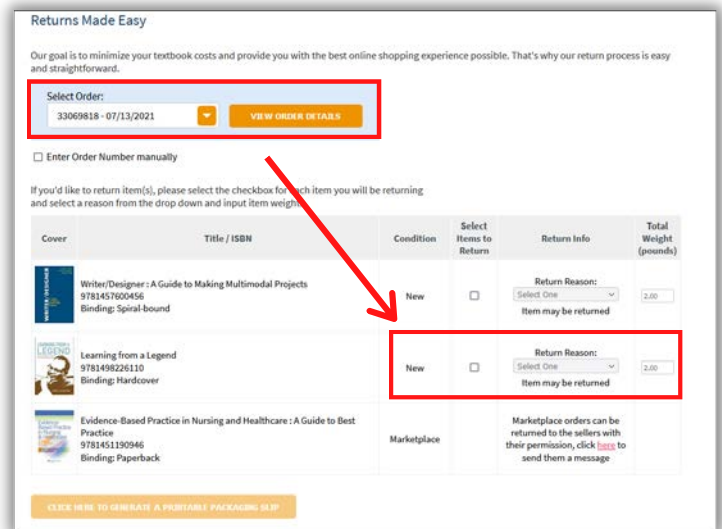 Returns Made Easy
Our goal is to minimize your textbook costs and provide you with the best online shopping experience possible. That's why our return process is easy
and straightforward.
Select Order:
33069818 - 07/13/2021
VIEW ORDER DETAILS
Enter Order Number manually
If you'd like to return item(s), please select the checkbox for each item you will be returning
and select a reason from the drop down and input item weight
Cover
Title / ISBN
Condition
Select
Items to
Return
Return Info
Total
Weight
(pounds)
WRITER/DESIGNER
Writer/Designer : A Guide to Making Multimodal Projects
9781457600456
Binding: Spiral-bound
New
Return Reason:
Select One
Item may be returned
2.00
LEGEND
Learning from a Legend
9781498226110
Binding: Hardcover
New
Return Reason:
Select One
Item may be returned
2.00
Evidence-Based Practice in Nursing and Healthcare : A Guide to Best
Practice
9781451190946
Binding: Paperback
Marketplace
Marketplace orders can be
returned to the sellers with
their permission, click here to
send them a message
CLICK HERE TO GENERATE A PRINTABLE PACKAGING SLIP